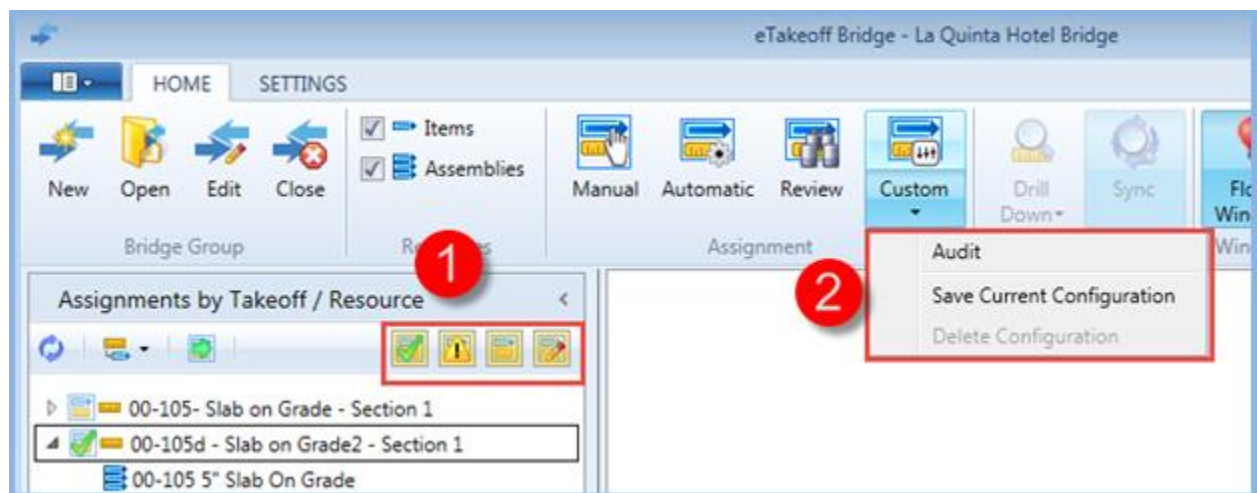 eTakeoff Bridge - La Quinta Hotel Bridge
HOME SETTINGS
Items
Assemblies
New Open Edit Close Manual Automatic Review Custom Drill Down Sync
Bridge Group Assignment
1
2
Audit
Save Current Configuration
Delete Configuration
Assignments by Takeoff / Resource
00-105- Slab on Grade - Section 1
00-105d - Slab on Grade2 - Section 1
00-105 5" Slab On Grade